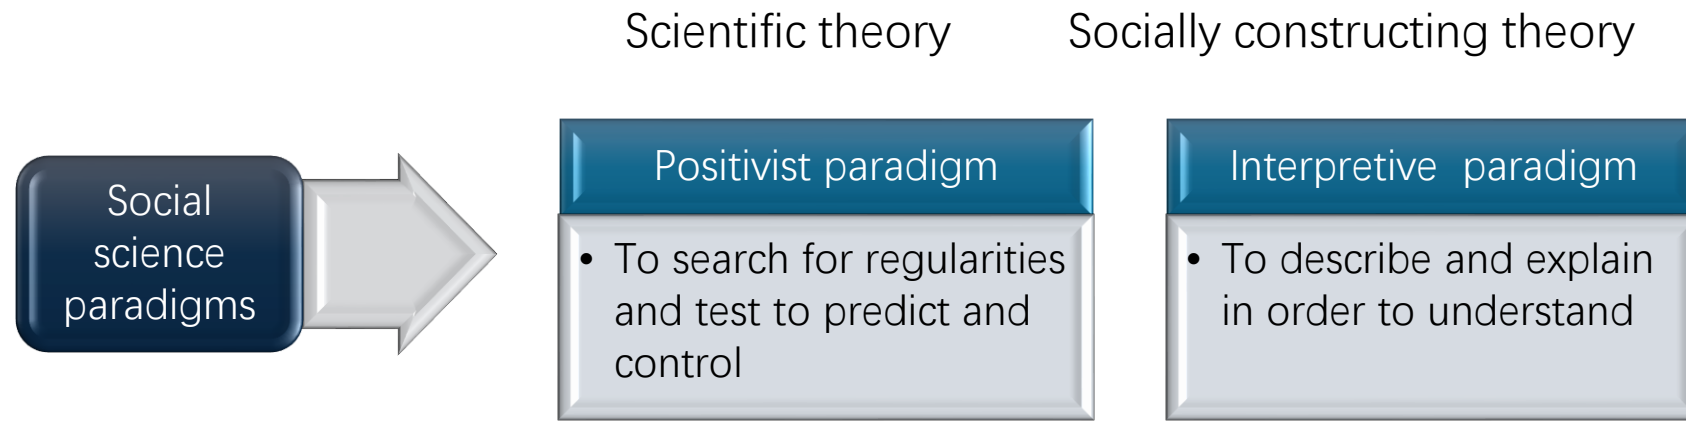 Scientific theory
Socially constructing theory
Social
science
paradigms
Positivist paradigm
• To search for regularities
and test to predict and
control
Interpretive  paradigm
• To describe and explain
in order to understand